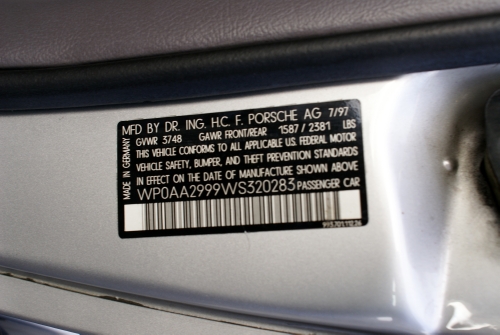 MADE IN GERMANY
MFD BY DR. ING. H.C. F. PORSCHE AG 7/97
GVWR 3748 GAWR FRONT/REAR 1587/2381 LBS
THIS VEHICLE CONFORMS TO ALL APPLICABLE U.S. FEDERAL MOTOR
VEHICLE SAFETY, BUMPER, AND THEFT PREVENTION STANDARDS
IN EFFECT ON THE DATE OF MANUFACTURE SHOWN ABOVE
WP0AA2999WS320283 PASSENGER CAR